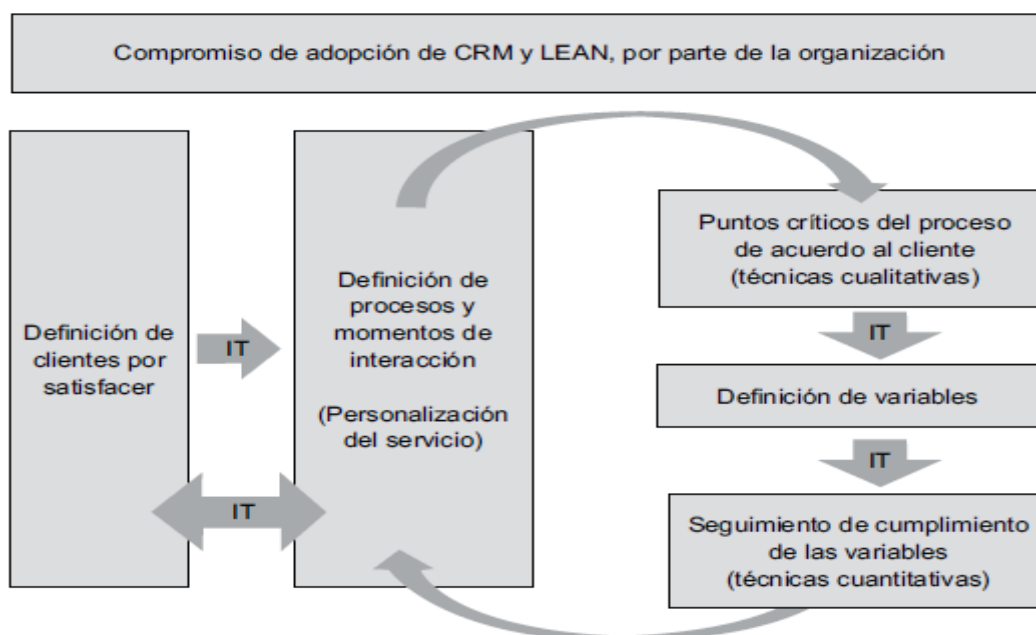 Compromiso de adopción de CRM y LEAN, por parte de la organización
Definición de
clientes por
satisfacer
IT
IT
Definición de
procesos y
momentos de
interacción
(Personalización
del servicio)
Puntos críticos del proceso
de acuerdo al cliente
(técnicas cualitativas)
IT
Definición de variables
IT
Seguimiento de cumplimiento
de las variables
(técnicas cuantitativas)